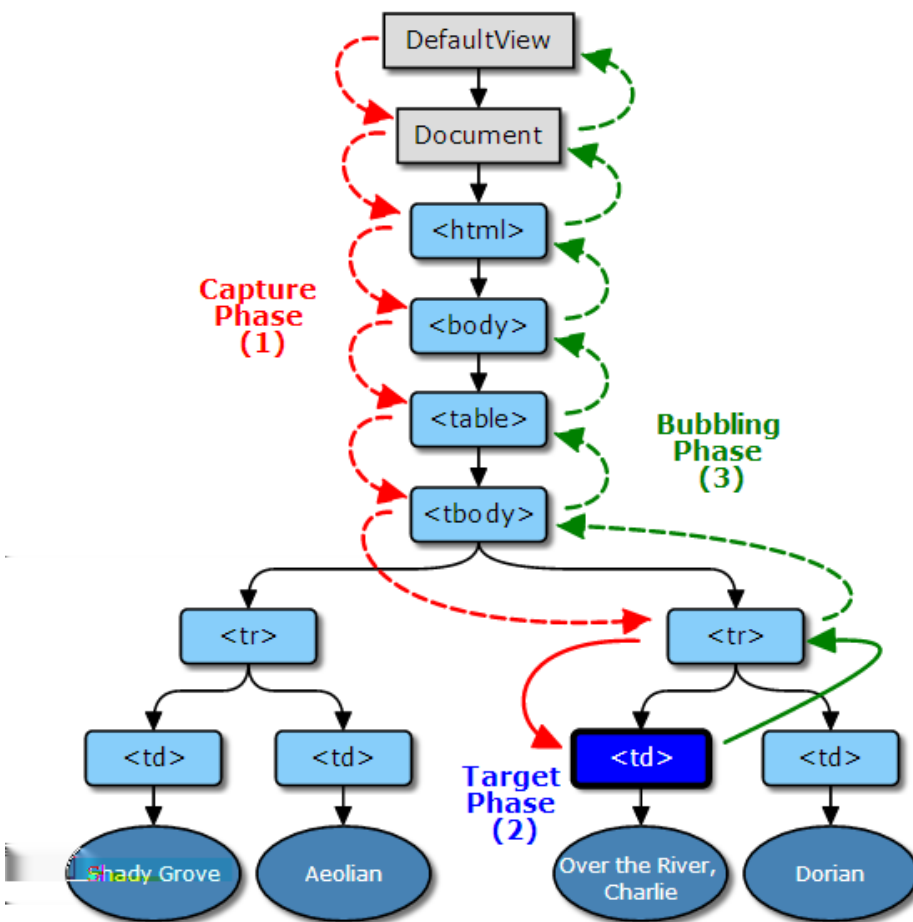 DefaultView
Document
<html>
Capture
Phase
(1)
<body>
<table>
Bubbling
Phase
(3)
<tbody>
<tr>
<tr>
<td>
<td>
<td>
<td>
Target
Phase
(2)
Shady Grove
Aeolian
Over the River,
Charlie
Dorian